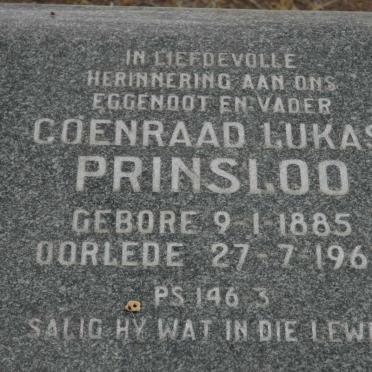 IN LIEFDEVOLLE
HERINNERING AAN ONS
EGGENOOT EN VADER
COENRAAD LUKAS
PRINSLOO
GEBORE 9-1-1885
OORLEDE 27-7-196
PS 146 3
SALIG HY WAT IN DIE LEWE